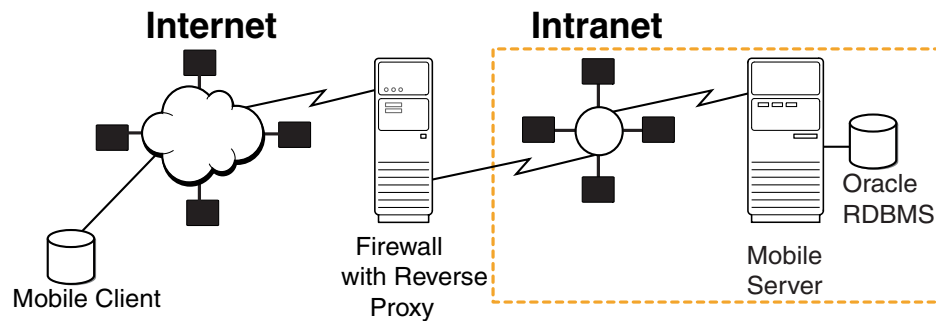 Internet
Intranet
Mobile Client
Firewall
with Reverse
Proxy
Mobile
Server
Oracle
RDBMS